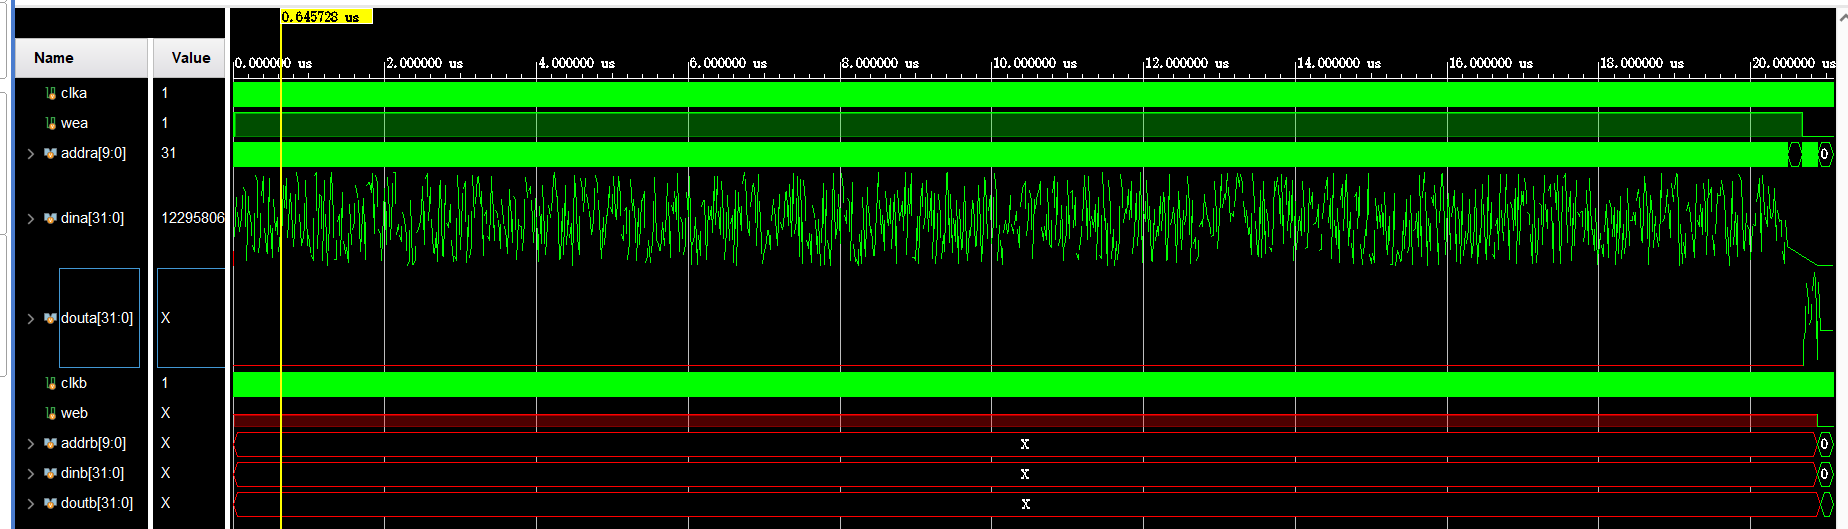 0.645728 us
Name Value
0.000000 us 2.000000 us 4.000000 us 6.000000 us 8.000000 us 10.000000 us 12.000000 us 14.000000 us 16.000000 us 18.000000 us 20.000000 us
clka 1
wea 1
addra[9:0] 31 0
dina[31:0] 12295806
douta[31:0] X
clkb 1
web X
addrb[9:0] X X 0
dinb[31:0] X X 0
doutb[31:0] X X